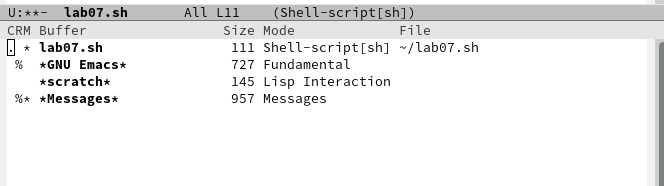 U:**-  lab07.sh       All L11    (Shell-script[sh])
CRM Buffer                 Size Mode             File
. * lab07.sh                111 Shell-script[sh] ~/lab07.sh
 %  *GNU Emacs*             727 Fundamental
    *scratch*               145 Lisp Interaction
 %* *Messages*              957 Messages